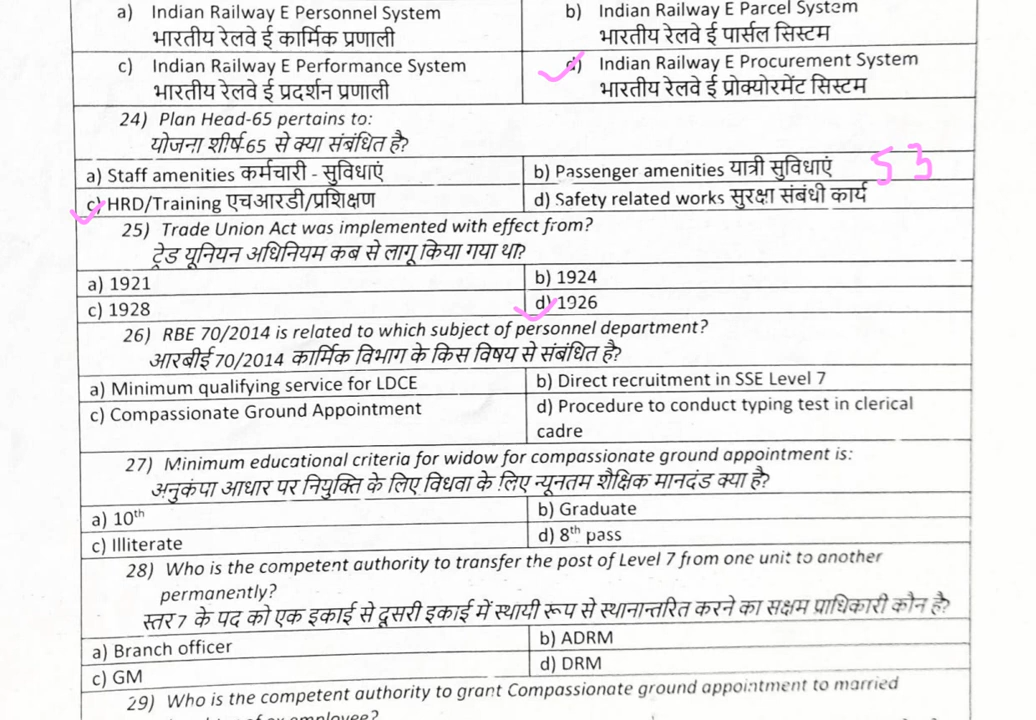 a) Indian Railway E Personnel System
भारतीय रेलवे ई कार्मिक प्रणाली
b) Indian Railway E Parcel System
भारतीय रेलवे ई पार्सल सिस्टम
c) Indian Railway E Performance System
भारतीय रेलवे ई प्रदर्शन प्रणाली
d) Indian Railway E Procurement System
भारतीय रेलवे ई प्रोक्योरमेंट सिस्टम
24) Plan Head-65 pertains to:
योजना शीर्ष-65 से क्या संबंधित है?
a) Staff amenities कर्मचारी - सुविधाएं
b) Passenger amenities यात्री सुविधाएं
53
c) HRD/Training एचआरडी/प्रशिक्षण
d) Safety related works सुरक्षा संबंधी कार्य
25) Trade Union Act was implemented with effect from?
ट्रेड यूनियन अधिनियम कब से लागू किया गया था?
a) 1921
b) 1924
c) 1928
d) 1926
26) RBE 70/2014 is related to which subject of personnel department?
आरबीई 70/2014 कार्मिक विभाग के किस विषय से संबंधित है?
a) Minimum qualifying service for LDCE
b) Direct recruitment in SSE Level 7
c) Compassionate Ground Appointment
d) Procedure to conduct typing test in clerical
cadre
27) Minimum educational criteria for widow for compassionate ground appointment is:
अनुकंपा आधार पर नियुक्ति के लिए विधवा के लिए न्यूनतम शैक्षिक मानदंड क्या है?
a) 10th
b) Graduate
c) Illiterate
d) 8th pass
28) Who is the competent authority to transfer the post of Level 7 from one unit to another
permanently?
स्तर 7 के पद को एक इकाई से दूसरी इकाई में स्थायी रूप से स्थानान्तरित करने का सक्षम प्राधिकारी कौन है?
a) Branch officer
b) ADRM
c) GM
d) DRM
29) Who is the competent authority to grant Compassionate ground appointment to married
of ex employee?